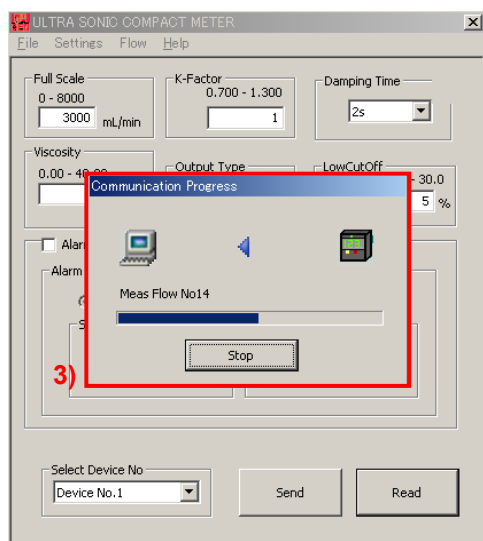 ULTRA SONIC COMPACT METER
File Settings Flow Help
Full Scale
0 - 8000
3000 mL/min
K-Factor
0.700 - 1.300
1
Damping Time
2s
Viscosity
0.00 - 40.00
Output Type
LowCutOff
- 30.0
5 %
Communication Progress
Meas Flow No14
Stop
Alar
Alarm
S
3)
Select Device No
Device No.1
Send
Read